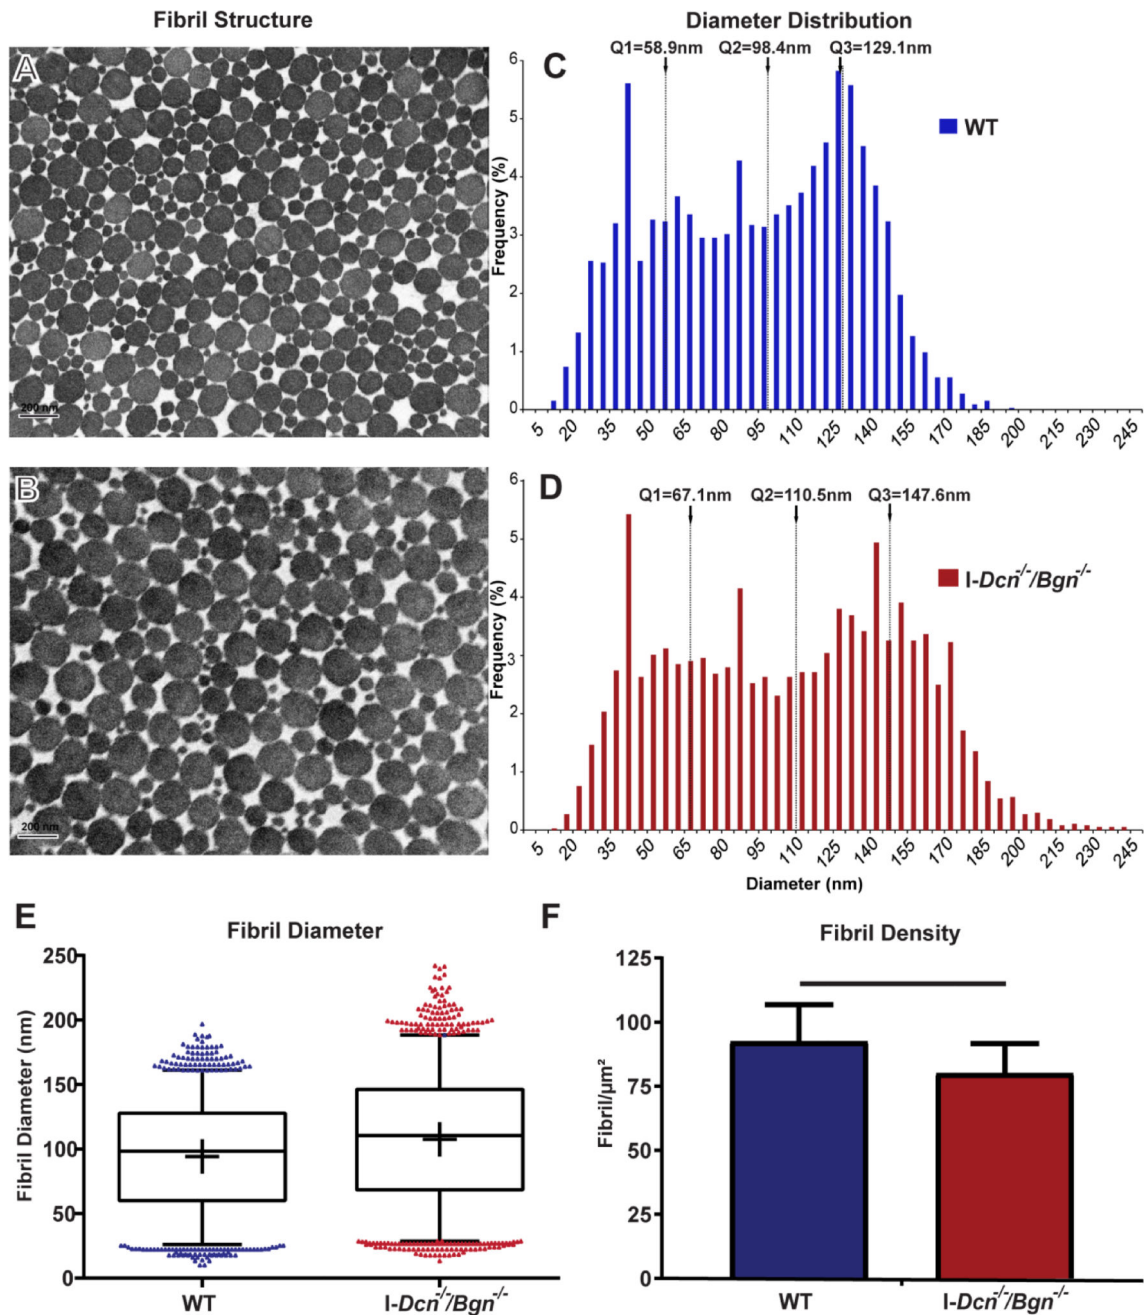 Fibril Structure
Diameter Distribution
A
200 nm
B
200 nm
C
Q1=58.9nm Q2=98.4nm Q3=129.1nm
WT
Frequency (%)
6
5
4
3
2
1
0
5 20 35 50 65 80 95 110 125 140 155 170 185 200 215 230 245
D
Q1=67.1nm Q2=110.5nm Q3=147.6nm
I-Dcn-/-/Bgn-/-
Frequency (%)
6
5
4
3
2
1
0
5 20 35 50 65 80 95 110 125 140 155 170 185 200 215 230 245
Diameter (nm)
E
Fibril Diameter
Fibril Diameter (nm)
250
200
150
100
50
0
WT I-Dcn-/-/Bgn-/-
F
Fibril Density
Fibril/µm²
125
100
75
50
25
0
WT I-Dcn-/-/Bgn-/-